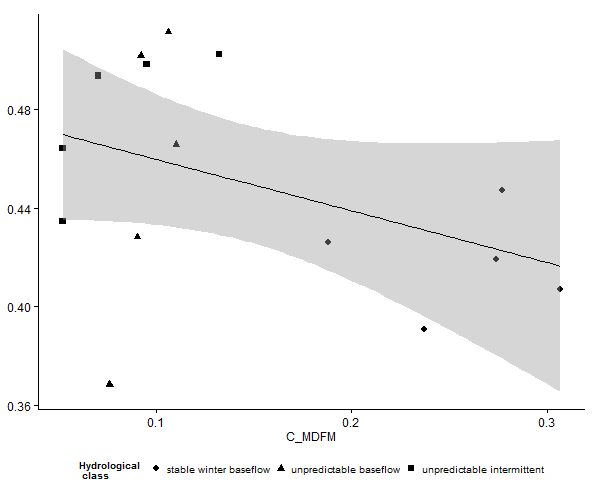 0.48
0.44
0.40
0.36
0.1 0.2 0.3
C_MDFM
Hydrological
class
stable winter baseflow unpredictable baseflow unpredictable intermittent